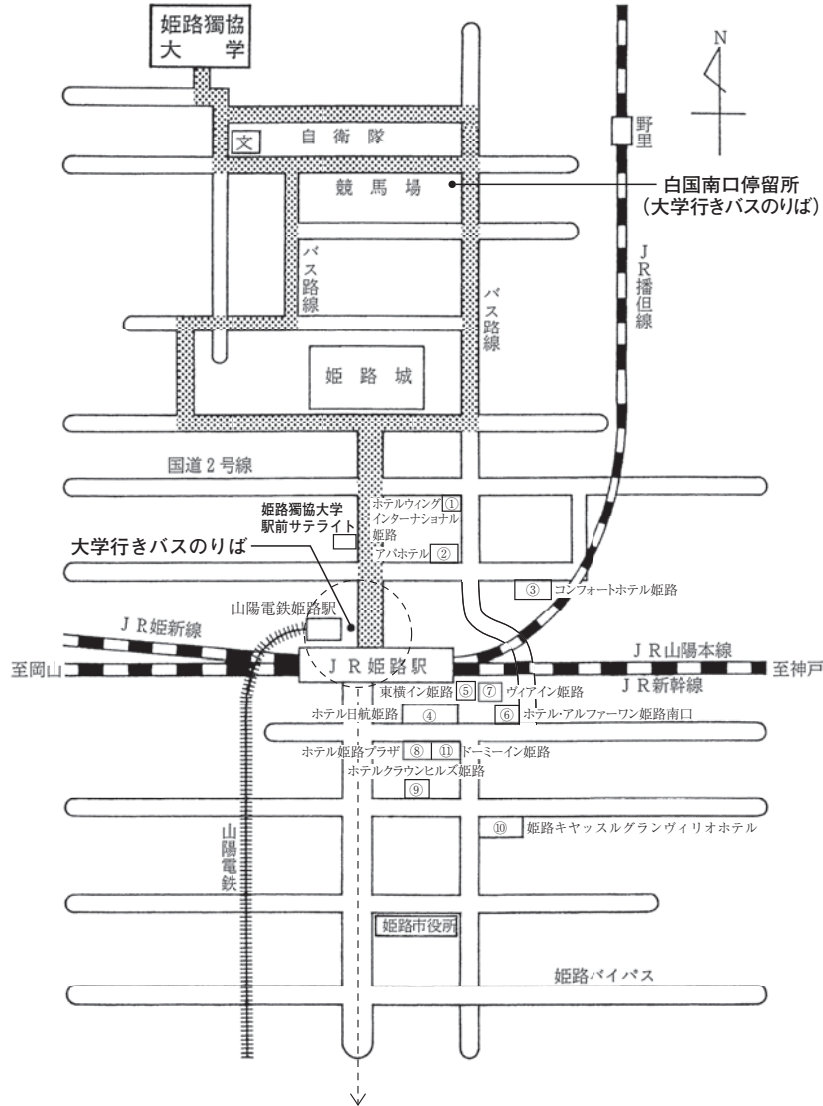 姫路獨協
大学
N
文
自衛隊
野里
競馬場
白国南口停留所
(大学行きバスのりば)
バス路線
バス路線
JR播但線
姫路城
国道2号線
姫路獨協大学
駅前サテライト
ホテルウィング ①
インターナショナル
姫路
大学行きバスのりば
アパホテル ②
③ コンフォートホテル姫路
山陽電鉄姫路駅
JR姫新線
JR山陽本線
至岡山
JR姫路駅
至神戸
JR新幹線
東横イン姫路 ⑤
⑦ ヴィアイン姫路
ホテル日航姫路 ④
⑥ ホテル・アルファーワン姫路南口
ホテル姫路プラザ ⑧
⑪ ドーミーイン姫路
ホテルクラウンヒルズ姫路
⑨
⑩ 姫路キヤッスルグランヴィリオホテル
山陽電鉄
姫路市役所
姫路バイパス